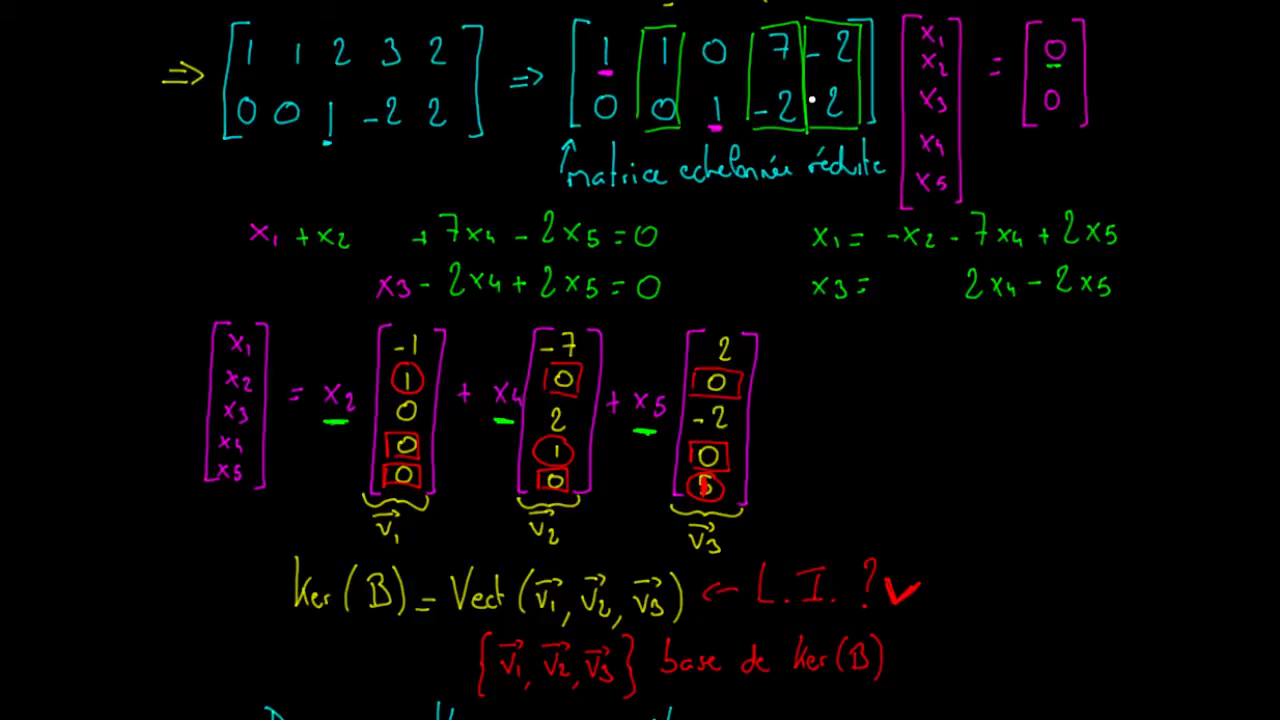 ⇒ [1 1 2 3 2] ⇒ [1 1 0 7 -2] [x1 x2 x3 x4 x5] = [0
[0 0 1 -2 2] [0 0 1 -2 2] 0]
↑ matrice echelonnée réduite
x1 + x2 + 7x4 - 2x5 = 0 x1 = -x2 - 7x4 + 2x5
x3 - 2x4 + 2x5 = 0 x3 = 2x4 - 2x5
x1 -1 -7 2
x2 1 0 0
x3 = x2 0 + x4 2 + x5 -2
x4 0 1 0
x5 0 0 1
v1 v2 v3
Ker(B) = Vect(v1, v2, v3) ← L.I. ? ✓
{v1, v2, v3} base de Ker(B)